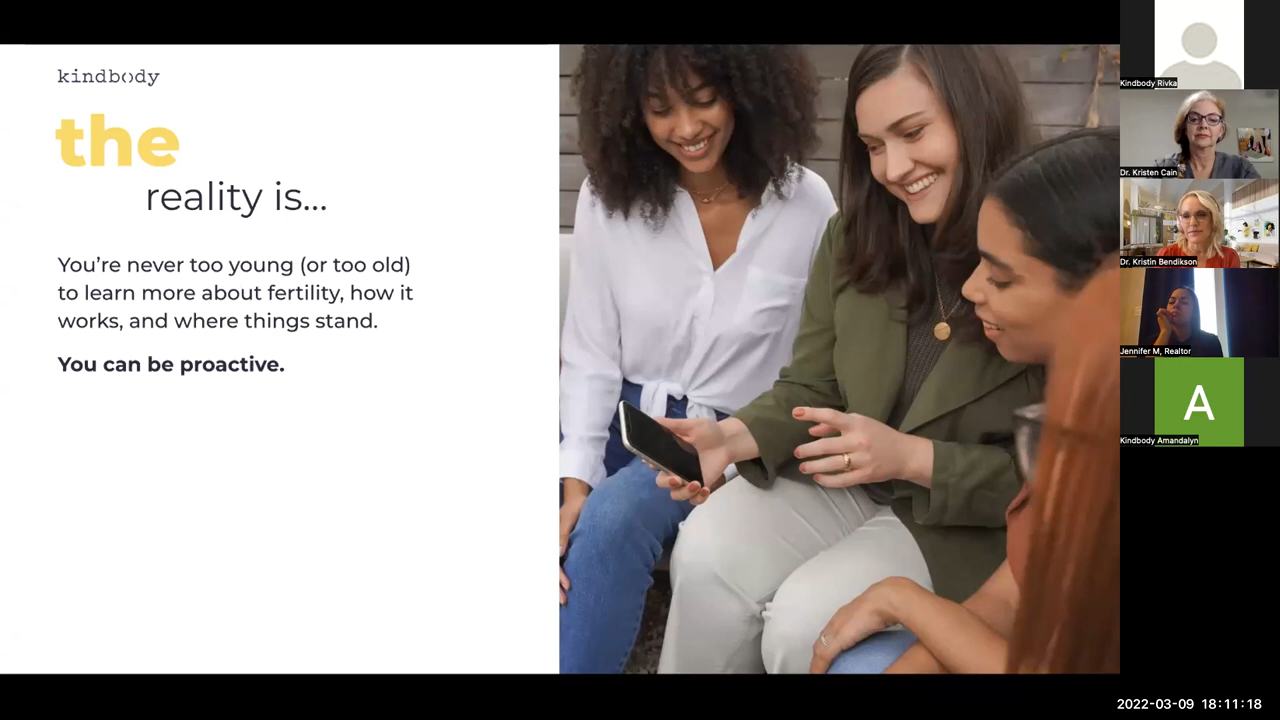 kindbody
the
reality is...
You're never too young (or too old)
to learn more about fertility, how it
works, and where things stand.
You can be proactive.
Kindbody Rivka
Dr. Kristen Cain
Dr. Kristin Bendikson
Jennifer M, Realtor
A
Kindbody Amandalyn
2022-03-09 18:11:18